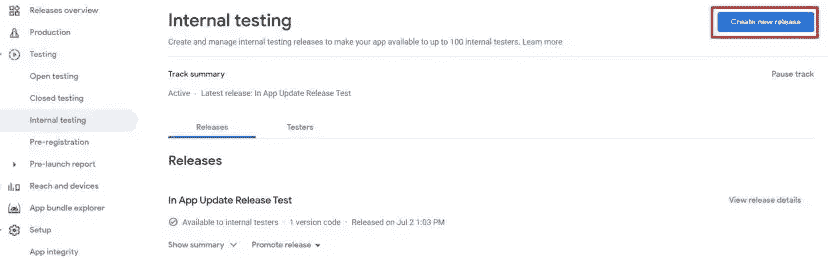 Releases overview
Production
Testing
Open testing
Closed testing
Internal testing
Pre-registration
Pre-launch report
Reach and devices
App bundle explorer
Setup
App integrity
Internal testing
Create new release
Create and manage internal testing releases to make your app available to up to 100 internal testers. Learn more
Track summary
Pause track
Active · Latest release: In App Update Release Test
Releases
Testers
Releases
In App Update Release Test
View release details
Available to internal testers · 1 version code · Released on Jul 2 1:03 PM
Show summary
Promote release